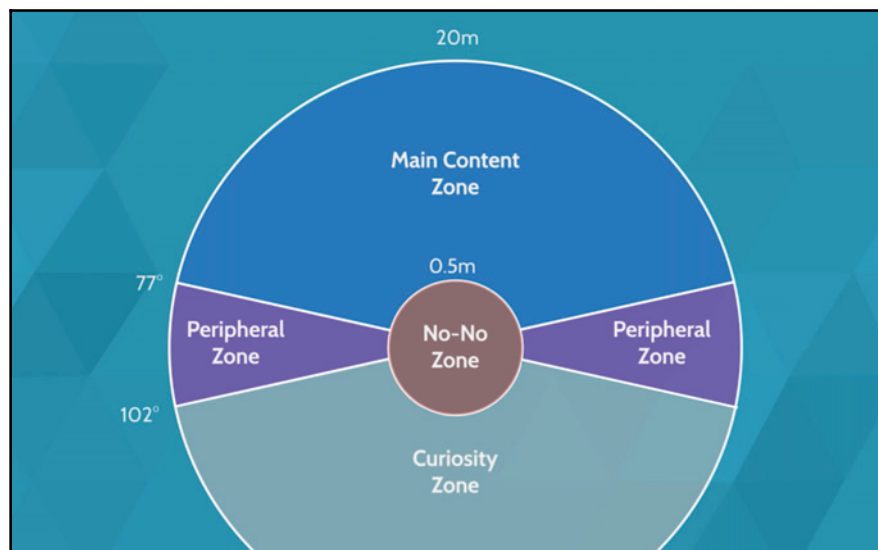 20m
Main Content
Zone
0.5m
77°
Peripheral
Zone
No-No
Zone
Peripheral
Zone
102°
Curiosity
Zone